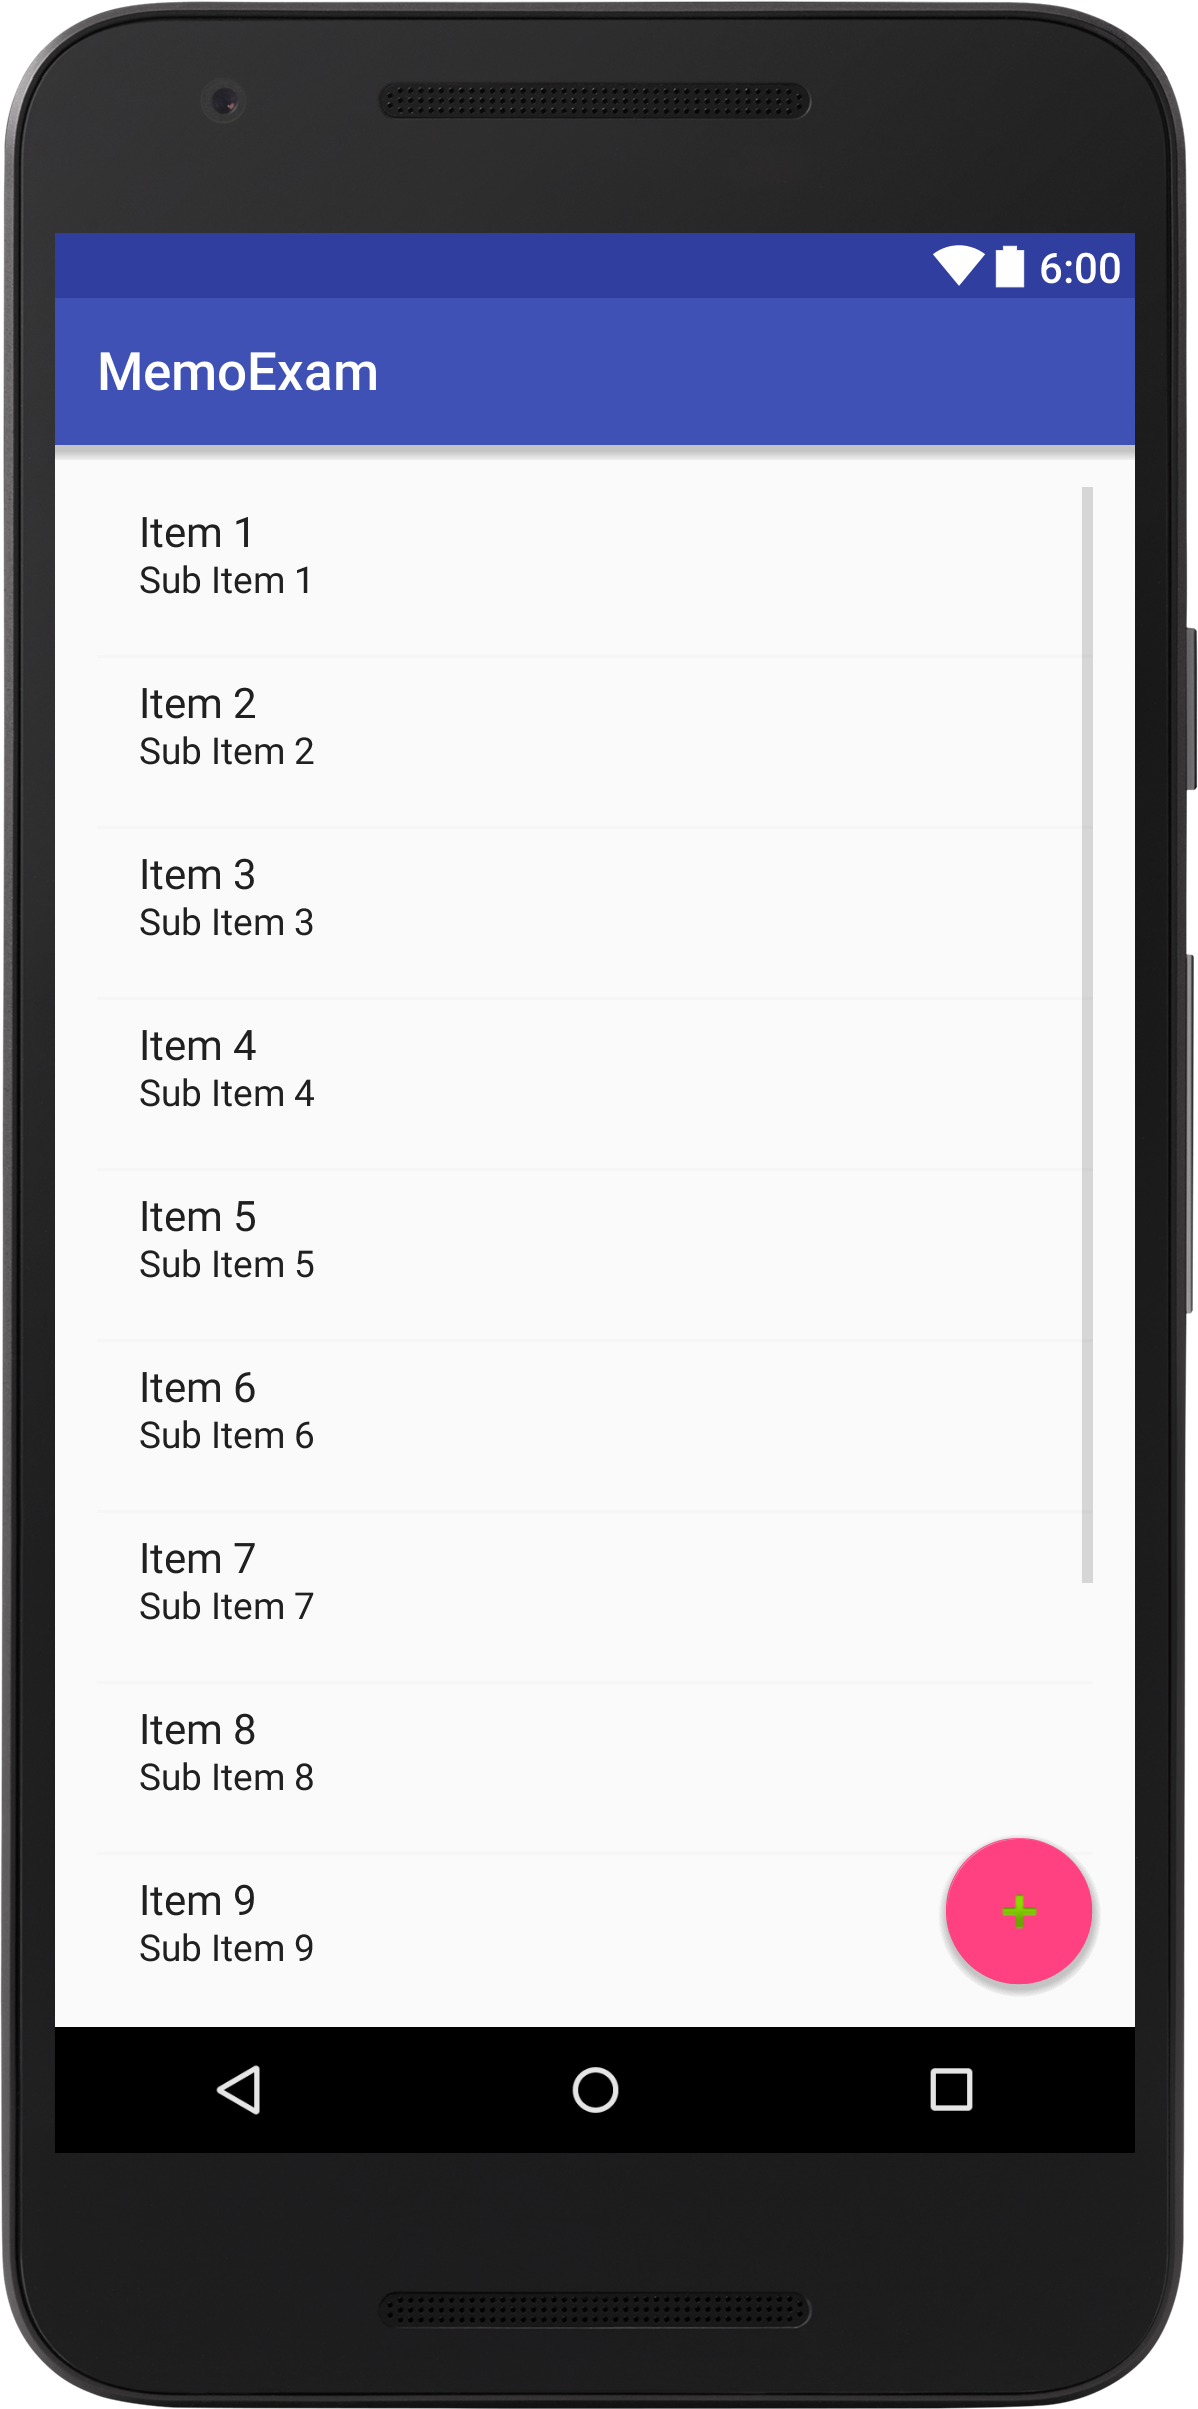 6:00
MemoExam
Item 1
Sub Item 1
Item 2
Sub Item 2
Item 3
Sub Item 3
Item 4
Sub Item 4
Item 5
Sub Item 5
Item 6
Sub Item 6
Item 7
Sub Item 7
Item 8
Sub Item 8
Item 9
Sub Item 9